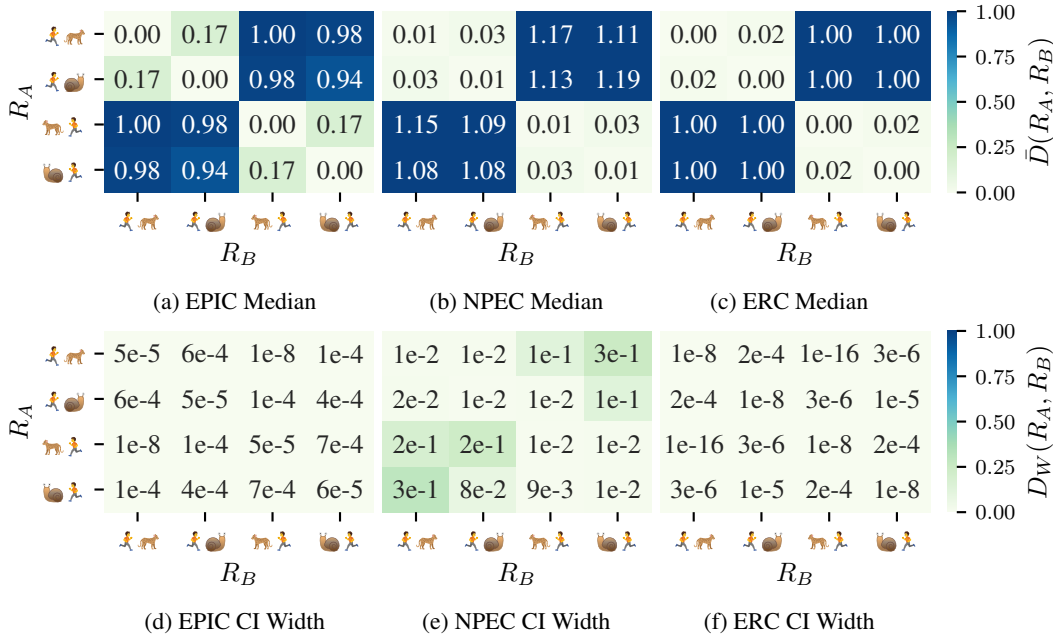 0.00 0.17 1.00 0.98 0.01 0.03 1.17 1.11 0.00 0.02 1.00 1.00 1.00
0.17 0.00 0.98 0.94 0.03 0.01 1.13 1.19 0.02 0.00 1.00 1.00 0.75
R_A D̄(R_A, R_B)
0.50
1.00 0.98 0.00 0.17 1.15 1.09 0.01 0.03 1.00 1.00 0.00 0.02 0.25
0.98 0.94 0.17 0.00 1.08 1.08 0.03 0.01 1.00 1.00 0.02 0.00 0.00
R_B R_B R_B
(a) EPIC Median (b) NPEC Median (c) ERC Median
5e-5 6e-4 1e-8 1e-4 1e-2 1e-2 1e-1 3e-1 1e-8 2e-4 1e-16 3e-6 1.00
6e-4 5e-5 1e-4 4e-4 2e-2 1e-2 1e-2 1e-1 2e-4 1e-8 3e-6 1e-5 0.75
R_A D_W(R_A, R_B)
0.50
1e-8 1e-4 5e-5 7e-4 2e-1 2e-1 1e-2 1e-2 1e-16 3e-6 1e-8 2e-4 0.25
1e-4 4e-4 7e-4 6e-5 3e-1 8e-2 9e-3 1e-2 3e-6 1e-5 2e-4 1e-8 0.00
R_B R_B R_B
(d) EPIC CI Width (e) NPEC CI Width (f) ERC CI Width